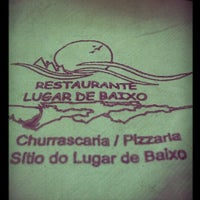 RESTAURANTE
LUGAR DE BAIXO
Churrascaria / Pizzaria
Sítio do Lugar de Baixo